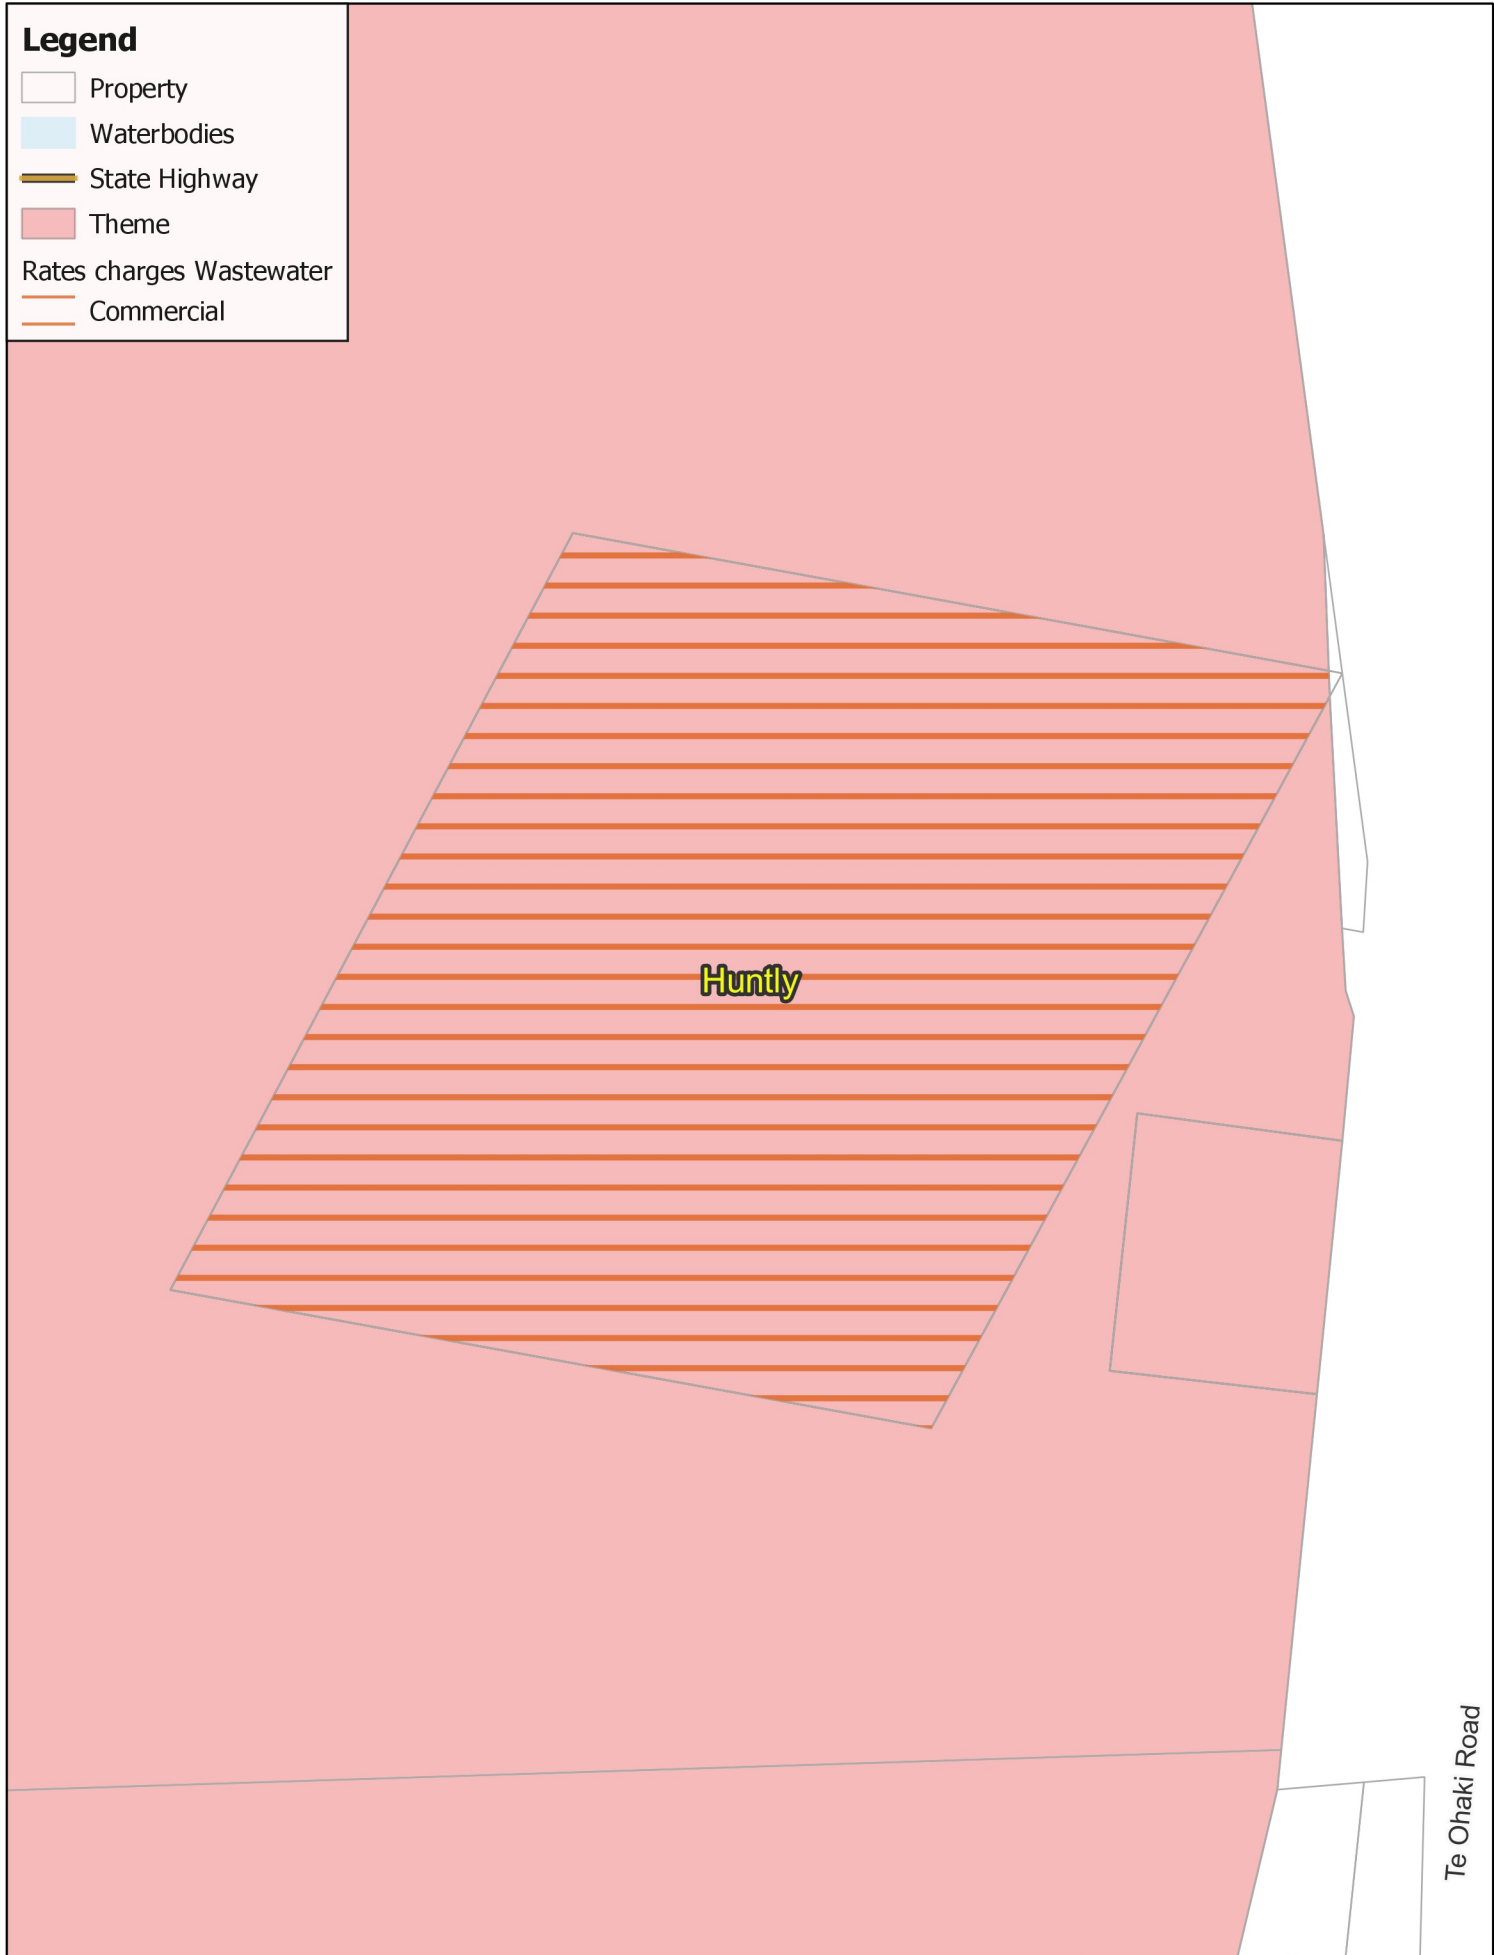 Legend
Property
Waterbodies
State Highway
Theme
Rates charges Wastewater
Commercial
Huntly
Te Ohaki Road